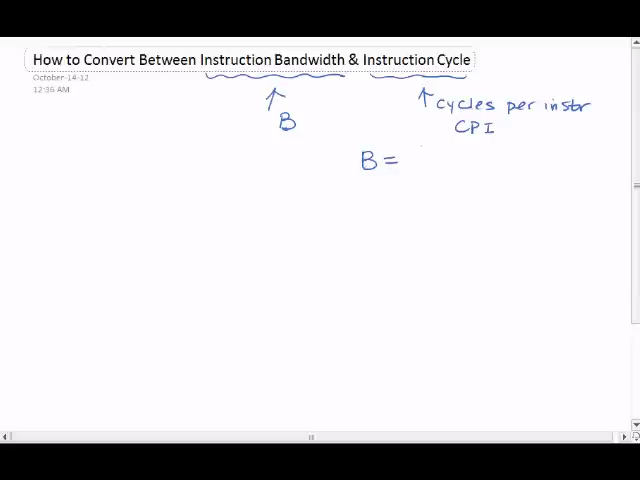 How to Convert Between Instruction Bandwidth & Instruction Cycle
October-14-12
12:36 AM
B
cycles per instr
CPI
B =